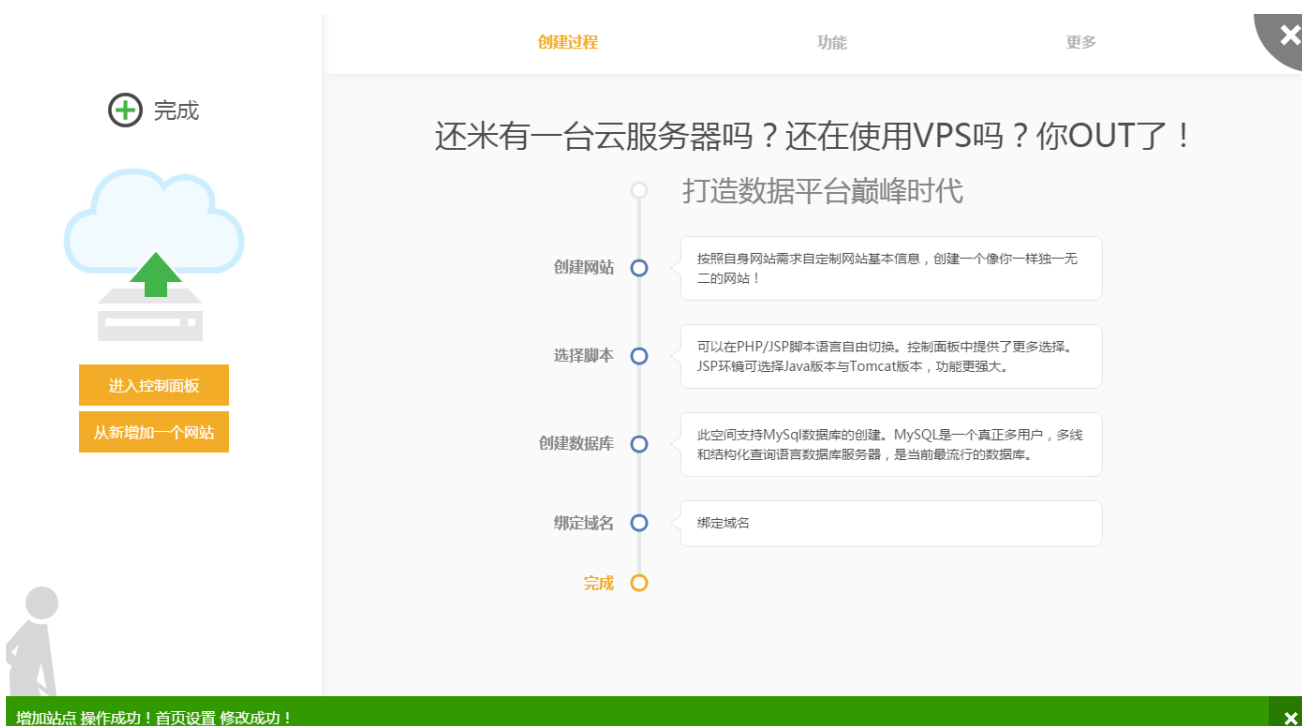 创建过程
功能
更多
完成
进入控制面板
从新增加一个网站
还米有一台云服务器吗？还在使用VPS吗？你OUT了！
打造数据平台巅峰时代
创建网站
按照自身网站需求自定制网站基本信息，创建一个像你一样独一无
二的网站！
选择脚本
可以在PHP/JSP脚本语言自由切换。控制面板中提供了更多选择。
JSP环镜可选择Java版本与Tomcat版本，功能更强大。
创建数据库
此空间支持MySql数据库的创建。MySQL是一个真正多用户，多线
和结构化查询语言数据库服务器，是当前最流行的数据库。
绑定域名
绑定域名
完成
增加站点 操作成功！首页设置 修改成功！